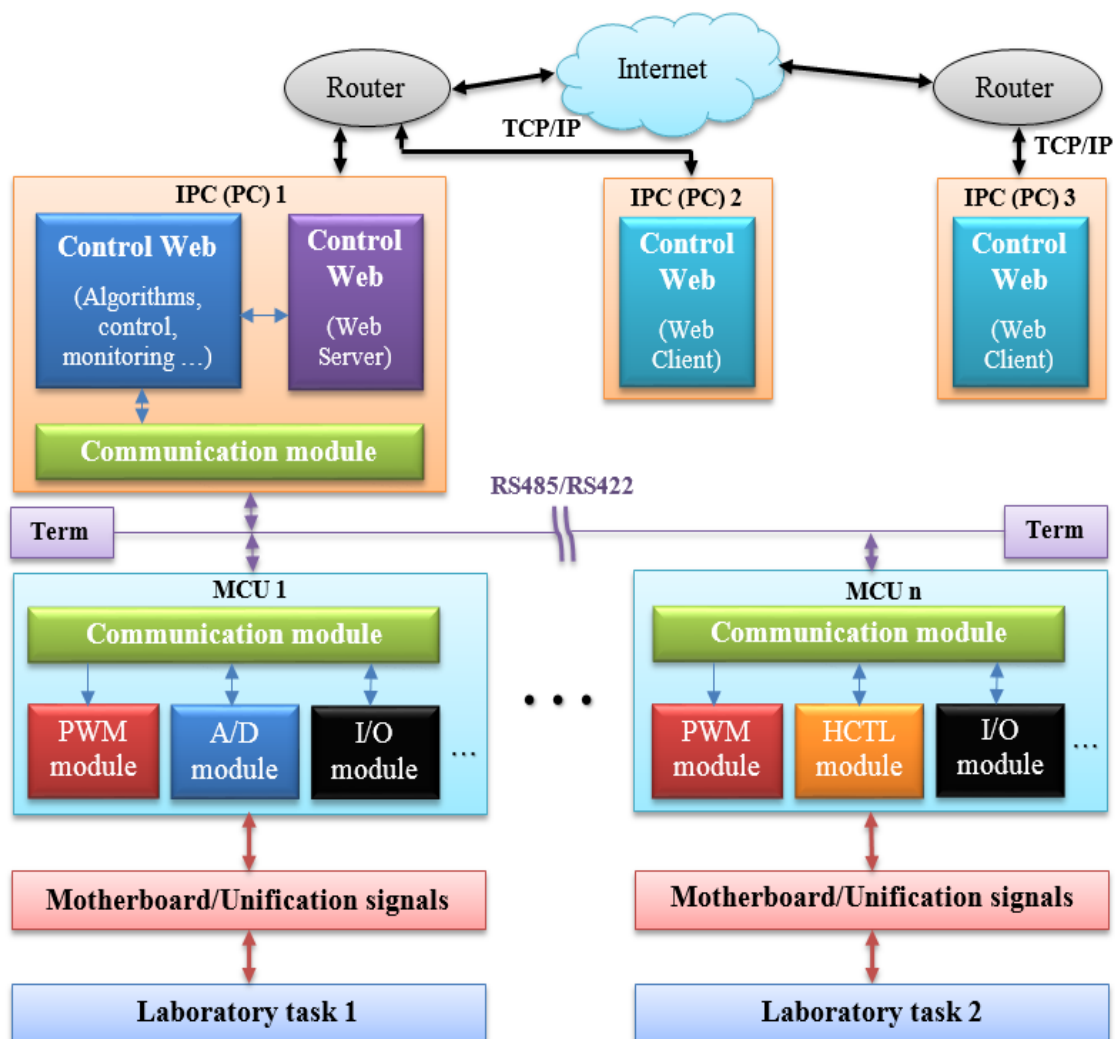 Internet
Router
Router
TCP/IP
TCP/IP
IPC (PC) 1
IPC (PC) 2
IPC (PC) 3
Control Web
(Algorithms,
control,
monitoring ...)
Control
Web
(Web
Server)
Control
Web
(Web
Client)
Control
Web
(Web
Client)
Communication module
RS485/RS422
Term
Term
MCU 1
MCU n
Communication module
Communication module
PWM
module
A/D
module
I/O
module
...
• • •
PWM
module
HCTL
module
I/O
module
...
Motherboard/Unification signals
Motherboard/Unification signals
Laboratory task 1
Laboratory task 2